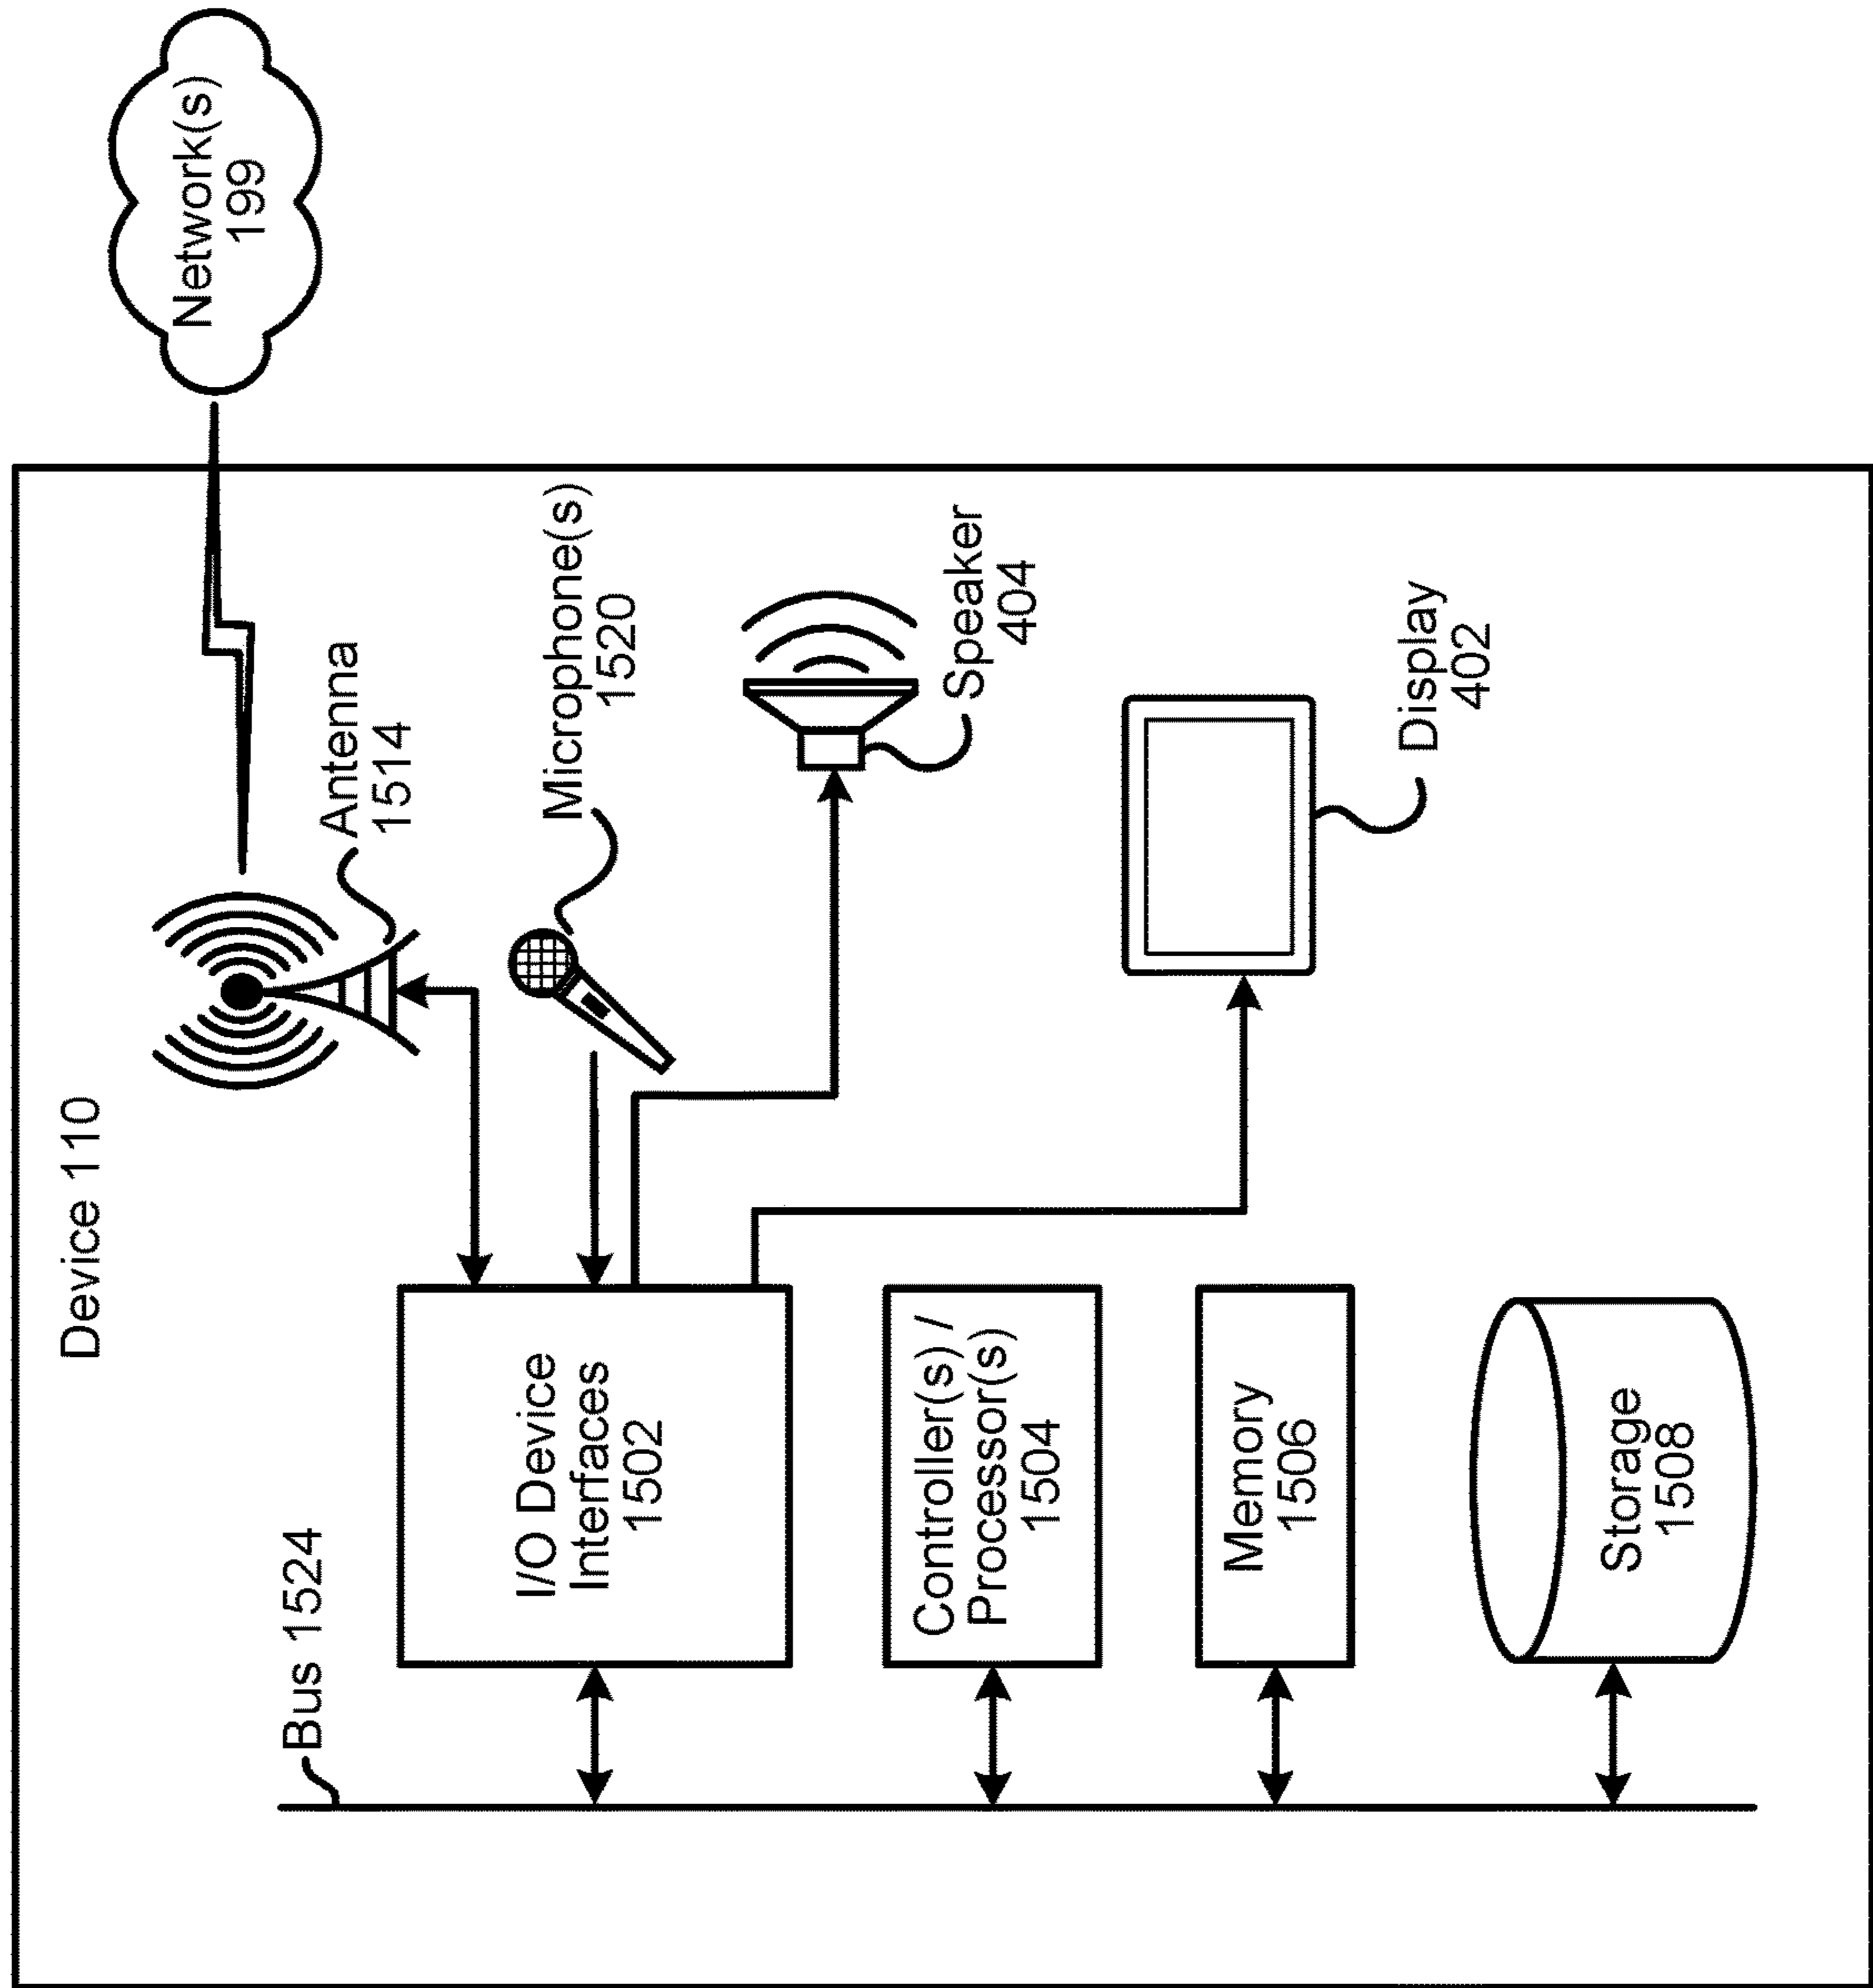 Device 110
Bus 1524
I/O Device
Interfaces
1502
Controller(s) /
Processor(s)
1504
Memory
1506
Storage
1508
Antenna
1514
Microphone(s)
1520
Speaker
404
Display
402
Network(s)
199